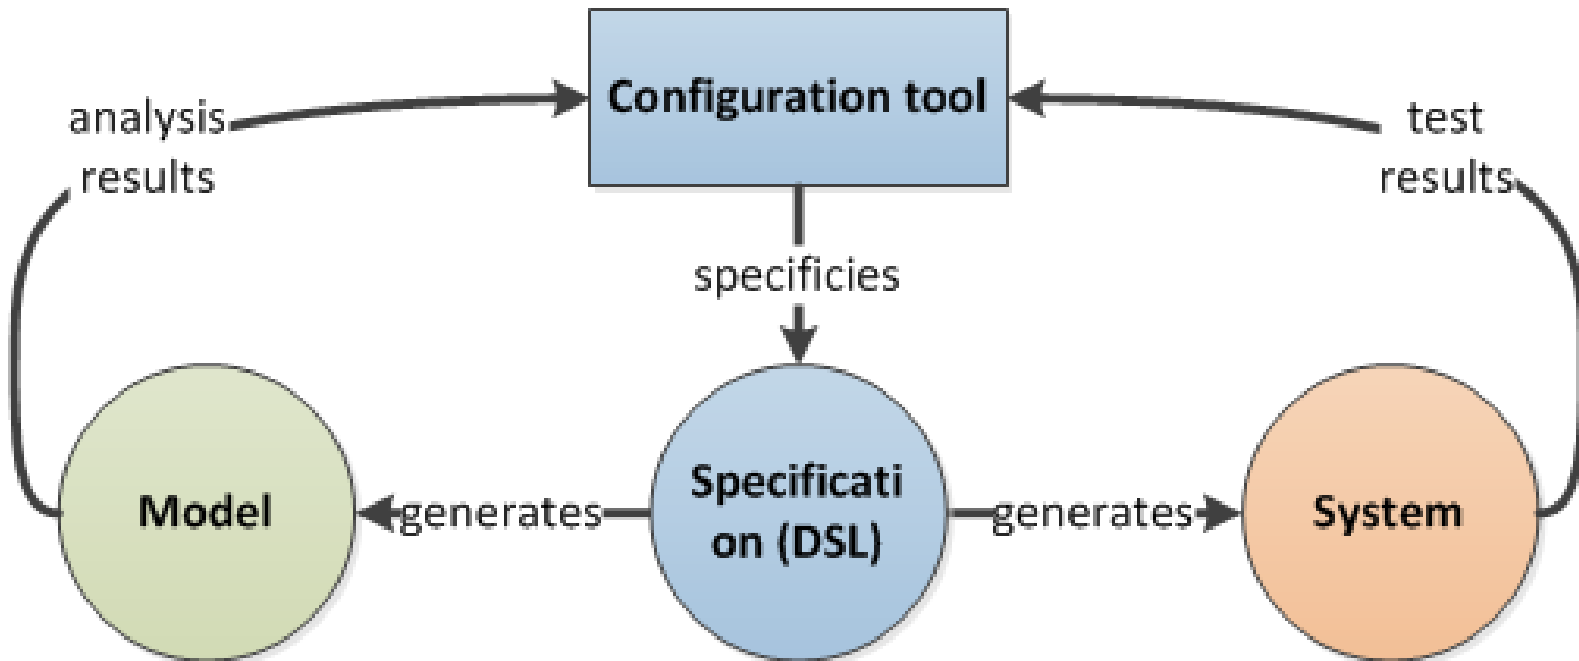 Configuration tool
analysis
results
test
results
specificies
Model
generates
Specificati
on (DSL)
generates
System